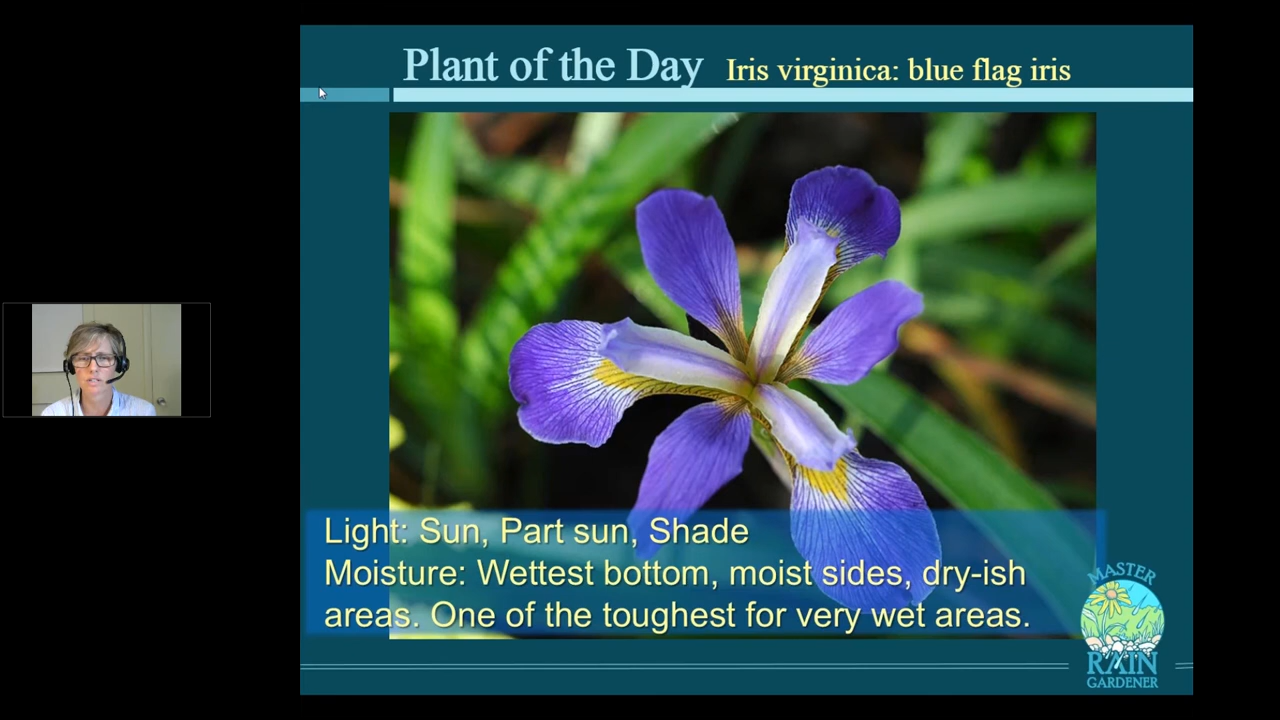 Plant of the Day Iris virginica: blue flag iris
Light: Sun, Part sun, Shade
Moisture: Wettest bottom, moist sides, dry-ish
areas. One of the toughest for very wet areas.
MASTER
RAIN
GARDENER